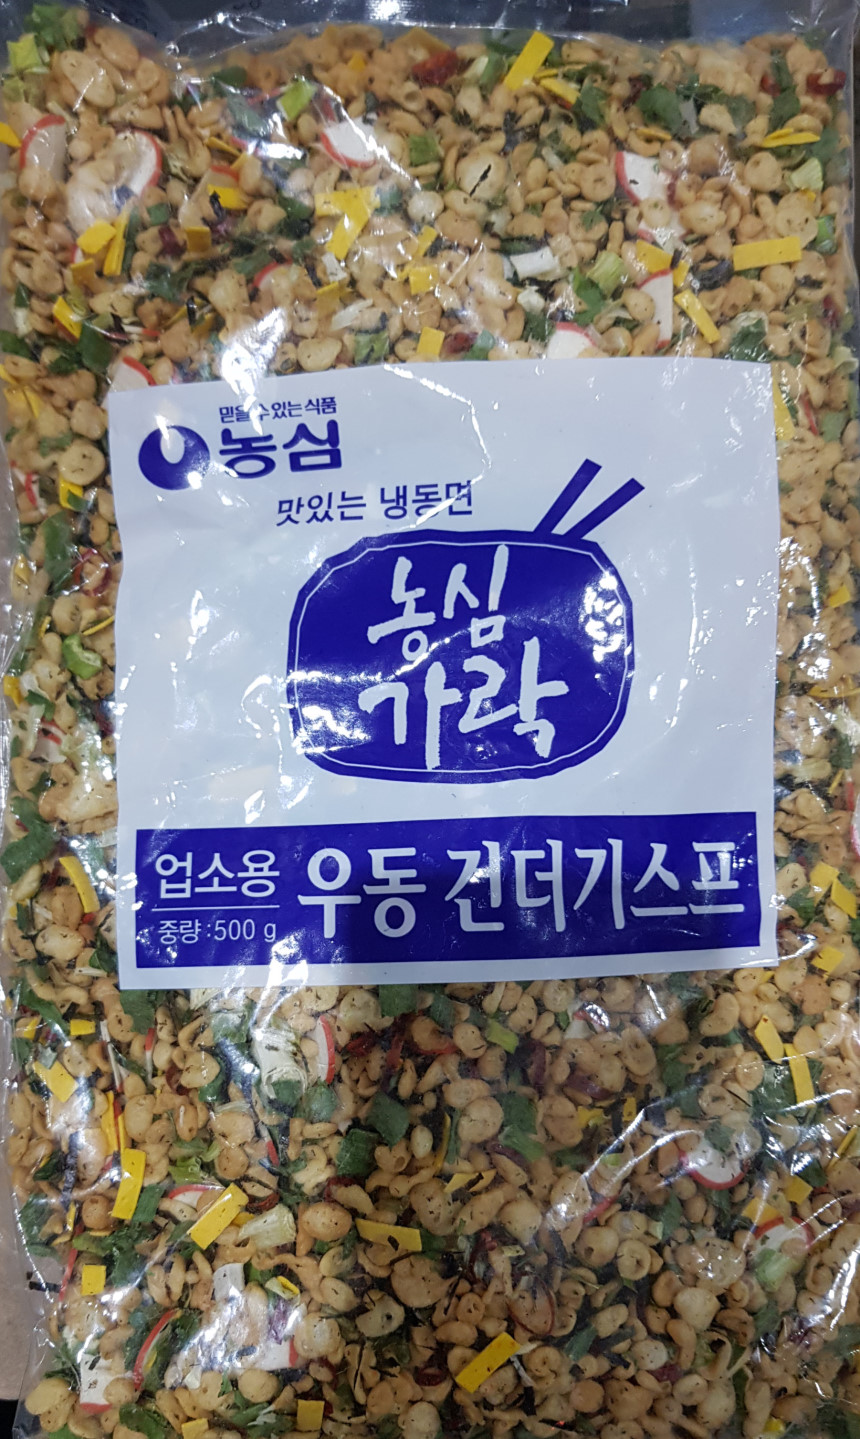 믿을 수 있는 식품
농심
맛있는 냉동면
농심
가락
업소용
중량:500 g
우동 건더기스프